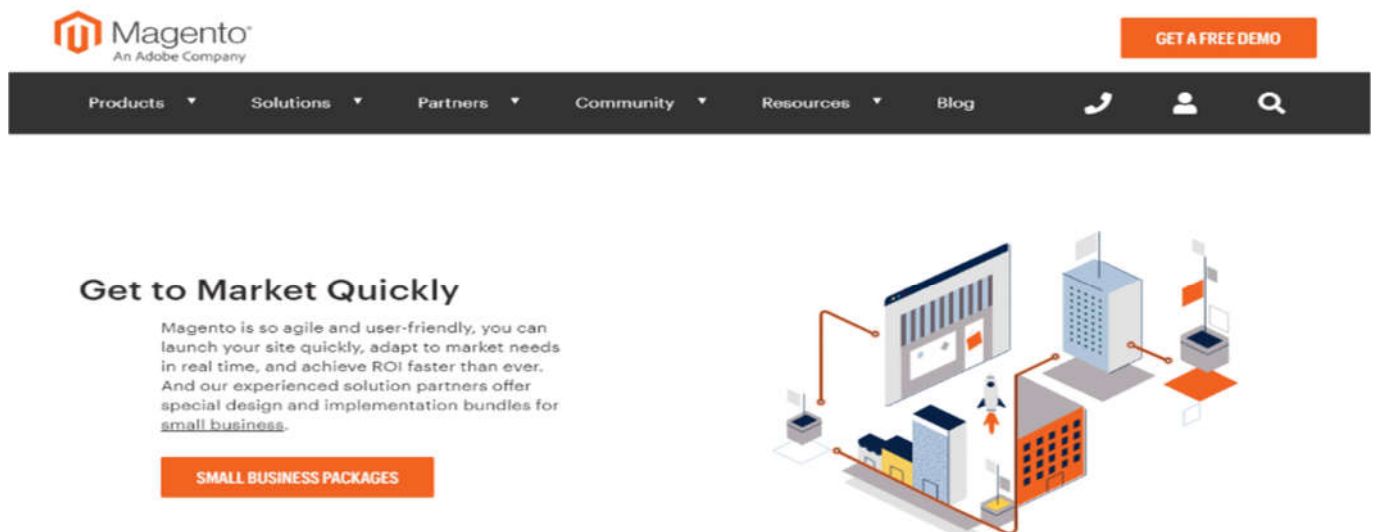 Magento®
An Adobe Company
GET A FREE DEMO
Products ▼ Solutions ▼ Partners ▼ Community ▼ Resources ▼ Blog
Get to Market Quickly
Magento is so agile and user-friendly, you can
launch your site quickly, adapt to market needs
in real time, and achieve ROI faster than ever.
And our experienced solution partners offer
special design and implementation bundles for
small business.
SMALL BUSINESS PACKAGES